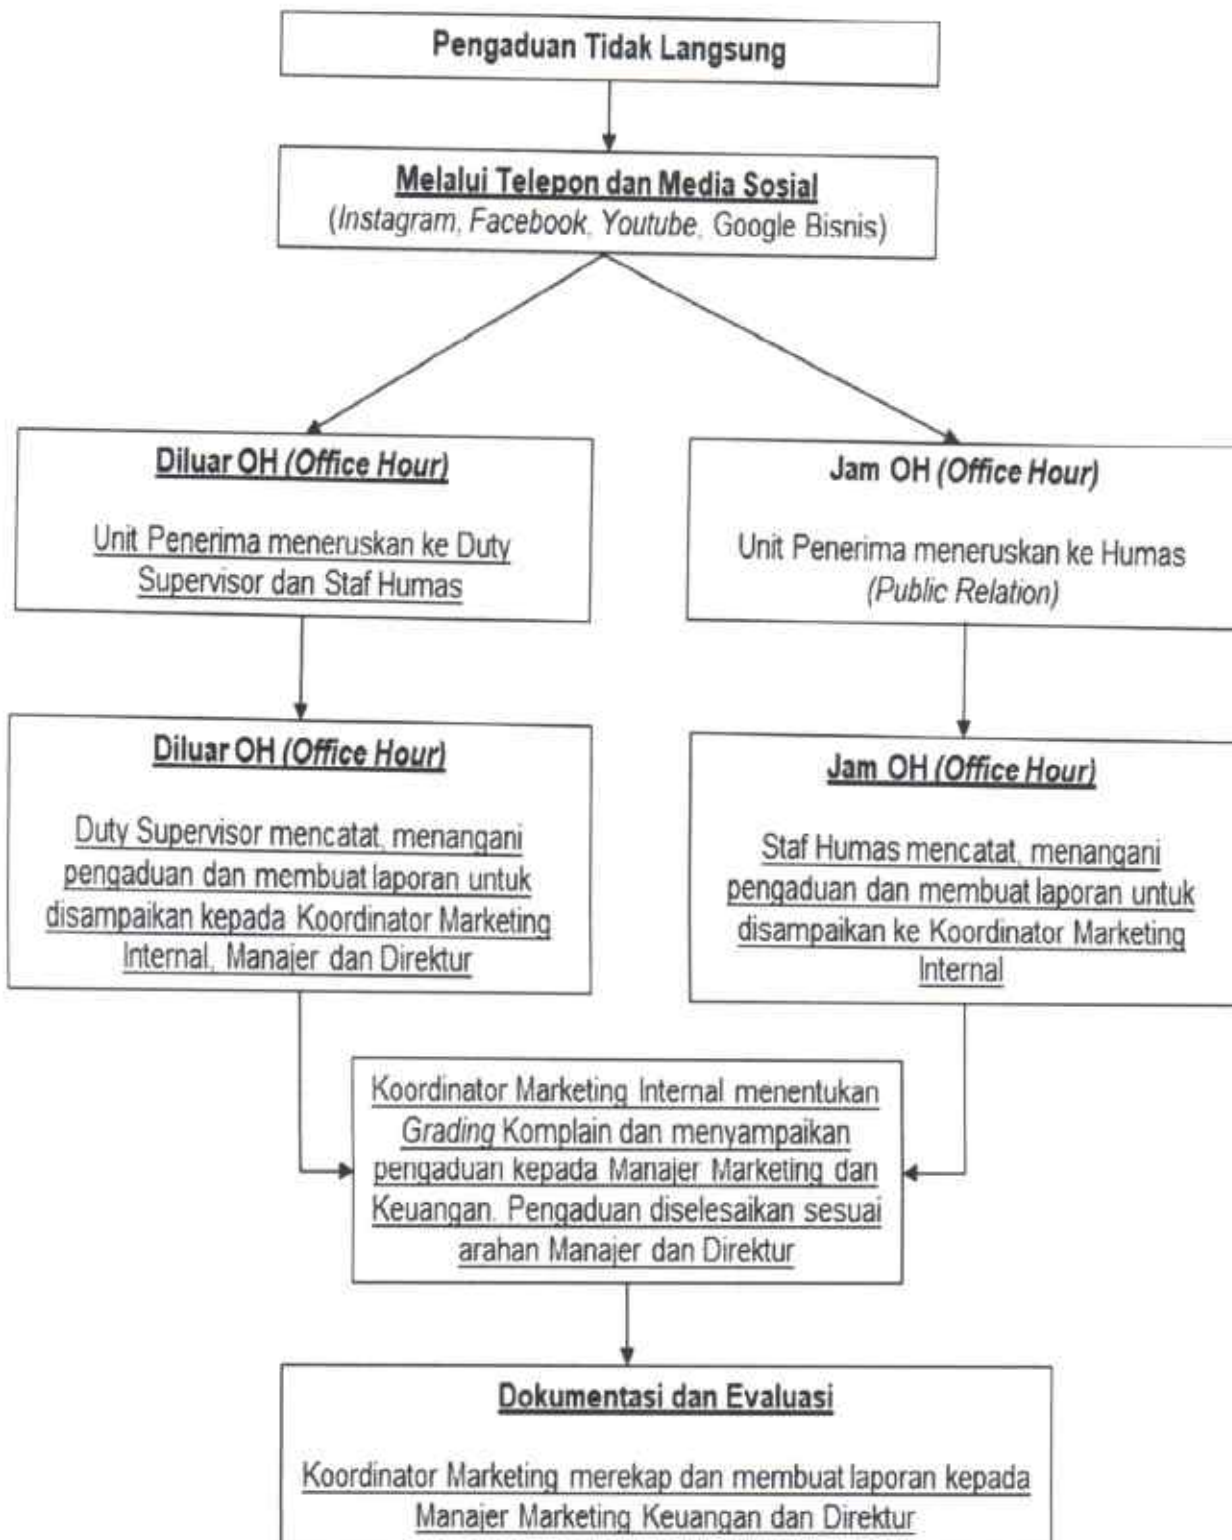 Pengaduan Tidak Langsung
Melalui Telepon dan Media Sosial
(Instagram, Facebook, Youtube, Google Bisnis)
Diluar OH (Office Hour)
Unit Penerima meneruskan ke Duty
Supervisor dan Staf Humas
Jam OH (Office Hour)
Unit Penerima meneruskan ke Humas
(Public Relation)
Diluar OH (Office Hour)
Duty Supervisor mencatat, menangani
pengaduan dan membuat laporan untuk
disampaikan kepada Koordinator Marketing
Internal, Manajer dan Direktur
Jam OH (Office Hour)
Staf Humas mencatat, menangani
pengaduan dan membuat laporan untuk
disampaikan ke Koordinator Marketing
Internal
Koordinator Marketing Internal menentukan
Grading Komplain dan menyampaikan
pengaduan kepada Manajer Marketing dan
Keuangan. Pengaduan diselesaikan sesuai
arahan Manajer dan Direktur
Dokumentasi dan Evaluasi
Koordinator Marketing merekap dan membuat laporan kepada
Manajer Marketing Keuangan dan Direktur